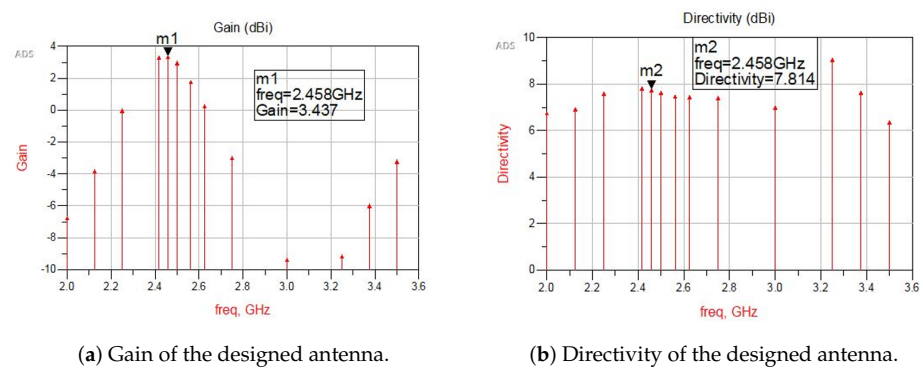 Gain (dBi)
ADS
m1
m1
freq=2.458GHz
Gain=3.437
Gain
4
2
0
-2
-4
-6
-8
-10
2.0 2.2 2.4 2.6 2.8 3.0 3.2 3.4 3.6
freq, GHz
(a) Gain of the designed antenna.
Directivity (dBi)
ADS
m2
m2
freq=2.458GHz
Directivity=7.814
Directivity
10
8
6
4
2
0
2.0 2.2 2.4 2.6 2.8 3.0 3.2 3.4 3.6
freq, GHz
(b) Directivity of the designed antenna.